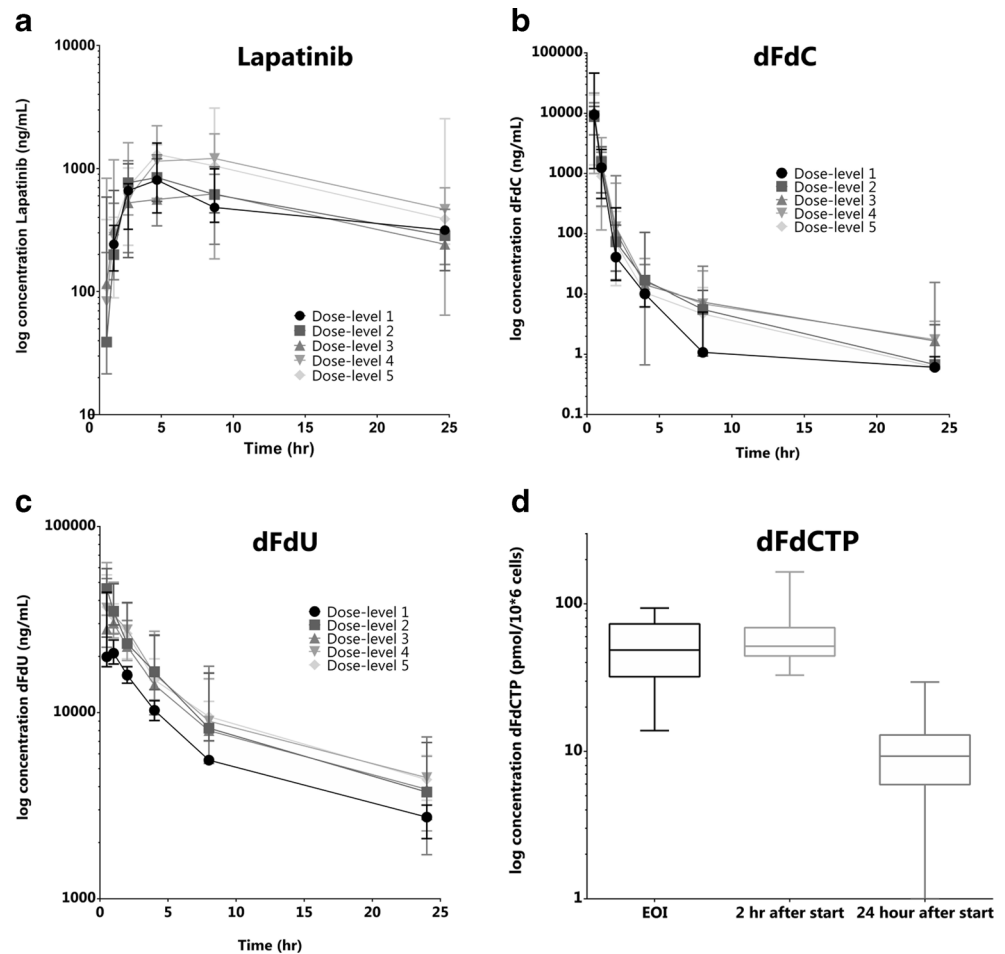 a
Lapatinib
log concentration Lapatinib (ng/mL)
10000
1000
100
10
0
5
10
15
20
25
Time (hr)
Dose-level 1
Dose-level 2
Dose-level 3
Dose-level 4
Dose-level 5
b
dFdC
log concentration dFdC (ng/mL)
100000
10000
1000
100
10
1
0.1
0
5
10
15
20
25
Time (hr)
Dose-level 1
Dose-level 2
Dose-level 3
Dose-level 4
Dose-level 5
c
dFdU
log concentration dFdU (ng/mL)
100000
10000
1000
0
5
10
15
20
25
Time (hr)
Dose-level 1
Dose-level 2
Dose-level 3
Dose-level 4
Dose-level 5
d
dFdCTP
log concentration dFdCTP (pmol/10*6 cells)
100
10
1
EOI
2 hr after start
24 hour after start